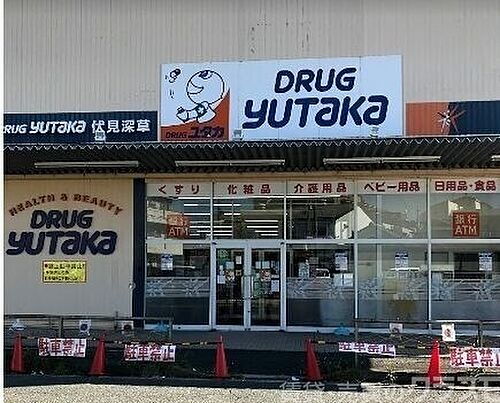 DRUG
YUTAKA
DRUG ユタカ
DRUG YUTAKA 伏見深草
くすり
化粧品
介護用品
ベビー用品
日用品・食品
HEALTH & BEAUTY
DRUG
YUTAKA
銀行
ATM
銀行
ATM
駐車禁止
駐車禁止
駐車禁止
駐車禁止